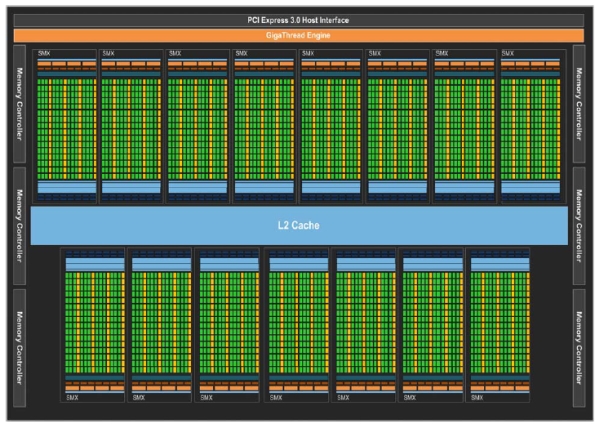 PCI Express 3.0 Host Interface
GigaThread Engine
SMX SMX SMX SMX SMX SMX SMX SMX
Memory Controller
Memory Controller
Memory Controller
Memory Controller
L2 Cache
Memory Controller
Memory Controller
SMX SMX SMX SMX SMX SMX SMX